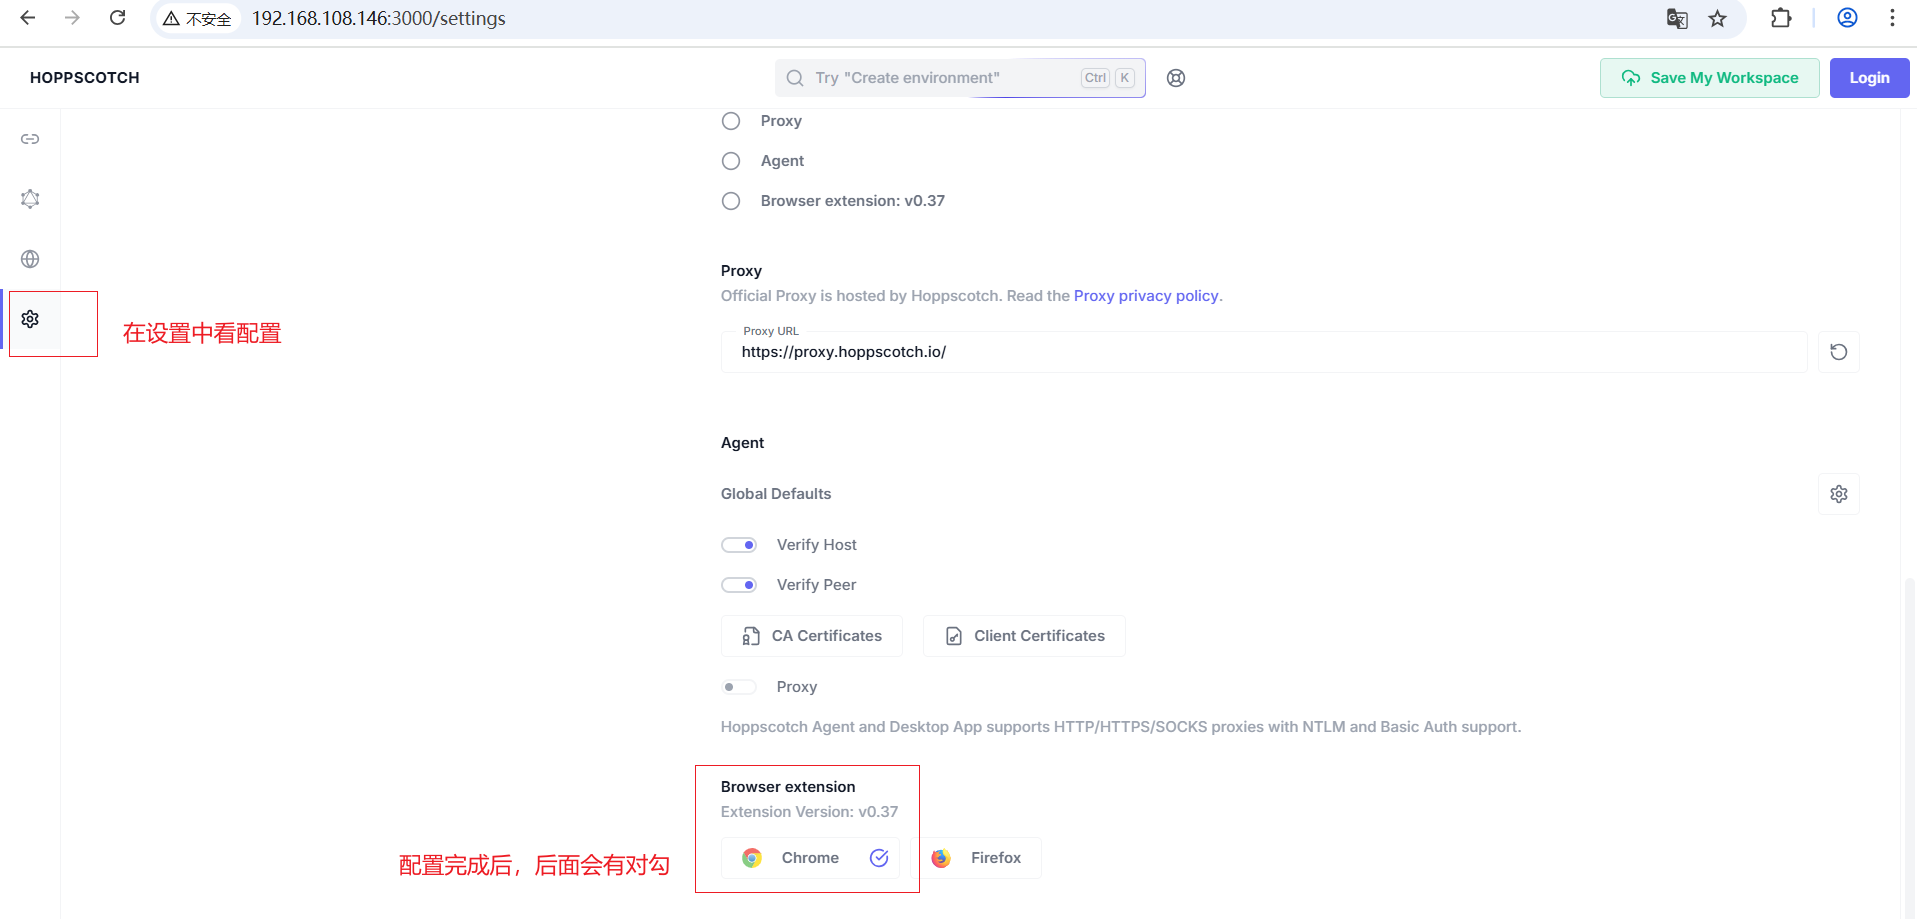 不安全 192.168.108.146:3000/settings
HOPPSCOTCH
Try "Create environment" Ctrl K
Save My Workspace
Login
Proxy
Agent
Browser extension: v0.37
Proxy
Official Proxy is hosted by Hoppscotch. Read the Proxy privacy policy.
在设置中看配置
Proxy URL
https://proxy.hoppscotch.io/
Agent
Global Defaults
Verify Host
Verify Peer
CA Certificates Client Certificates
Proxy
Hoppscotch Agent and Desktop App supports HTTP/HTTPS/SOCKS proxies with NTLM and Basic Auth support.
Browser extension
Extension Version: v0.37
配置完成后，后面会有对勾
Chrome Firefox